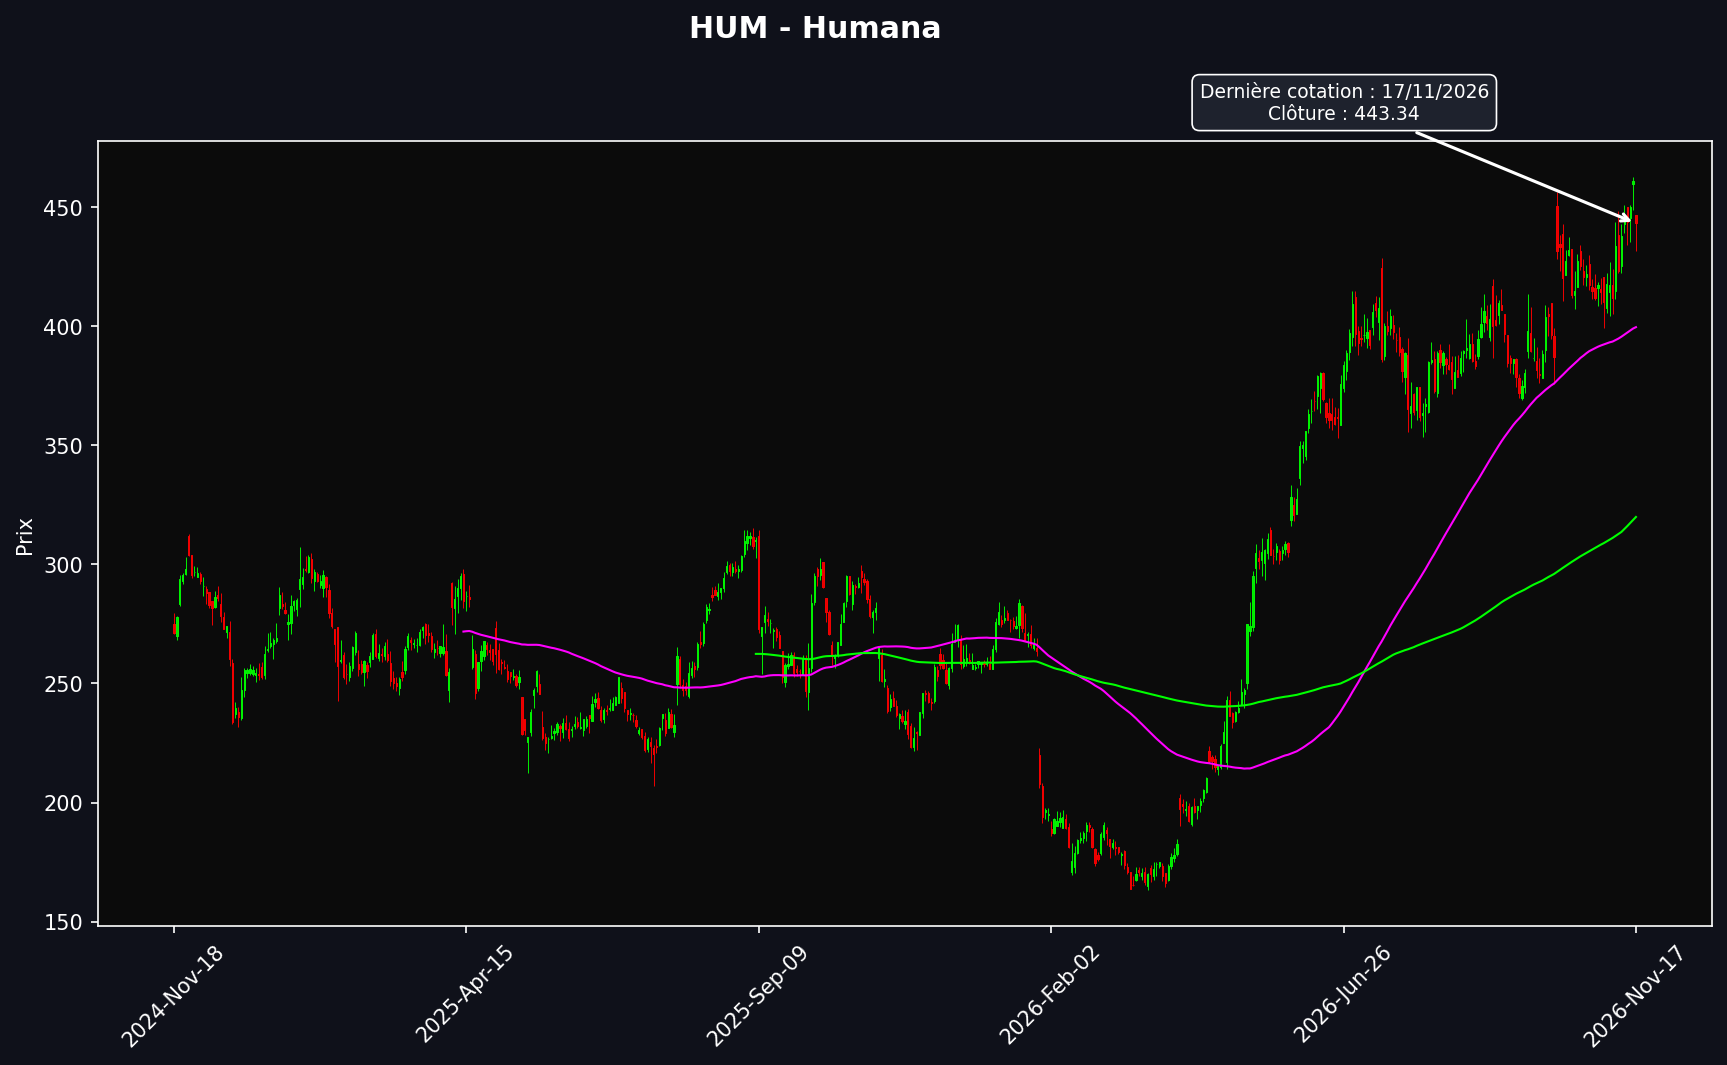 HUM - Humana
Dernière cotation : 17/11/2026
Clôture : 443.34
Prix
450
400
350
300
250
200
150
2024-Nov-18
2025-Apr-15
2025-Sep-09
2026-Feb-02
2026-Jun-26
2026-Nov-17